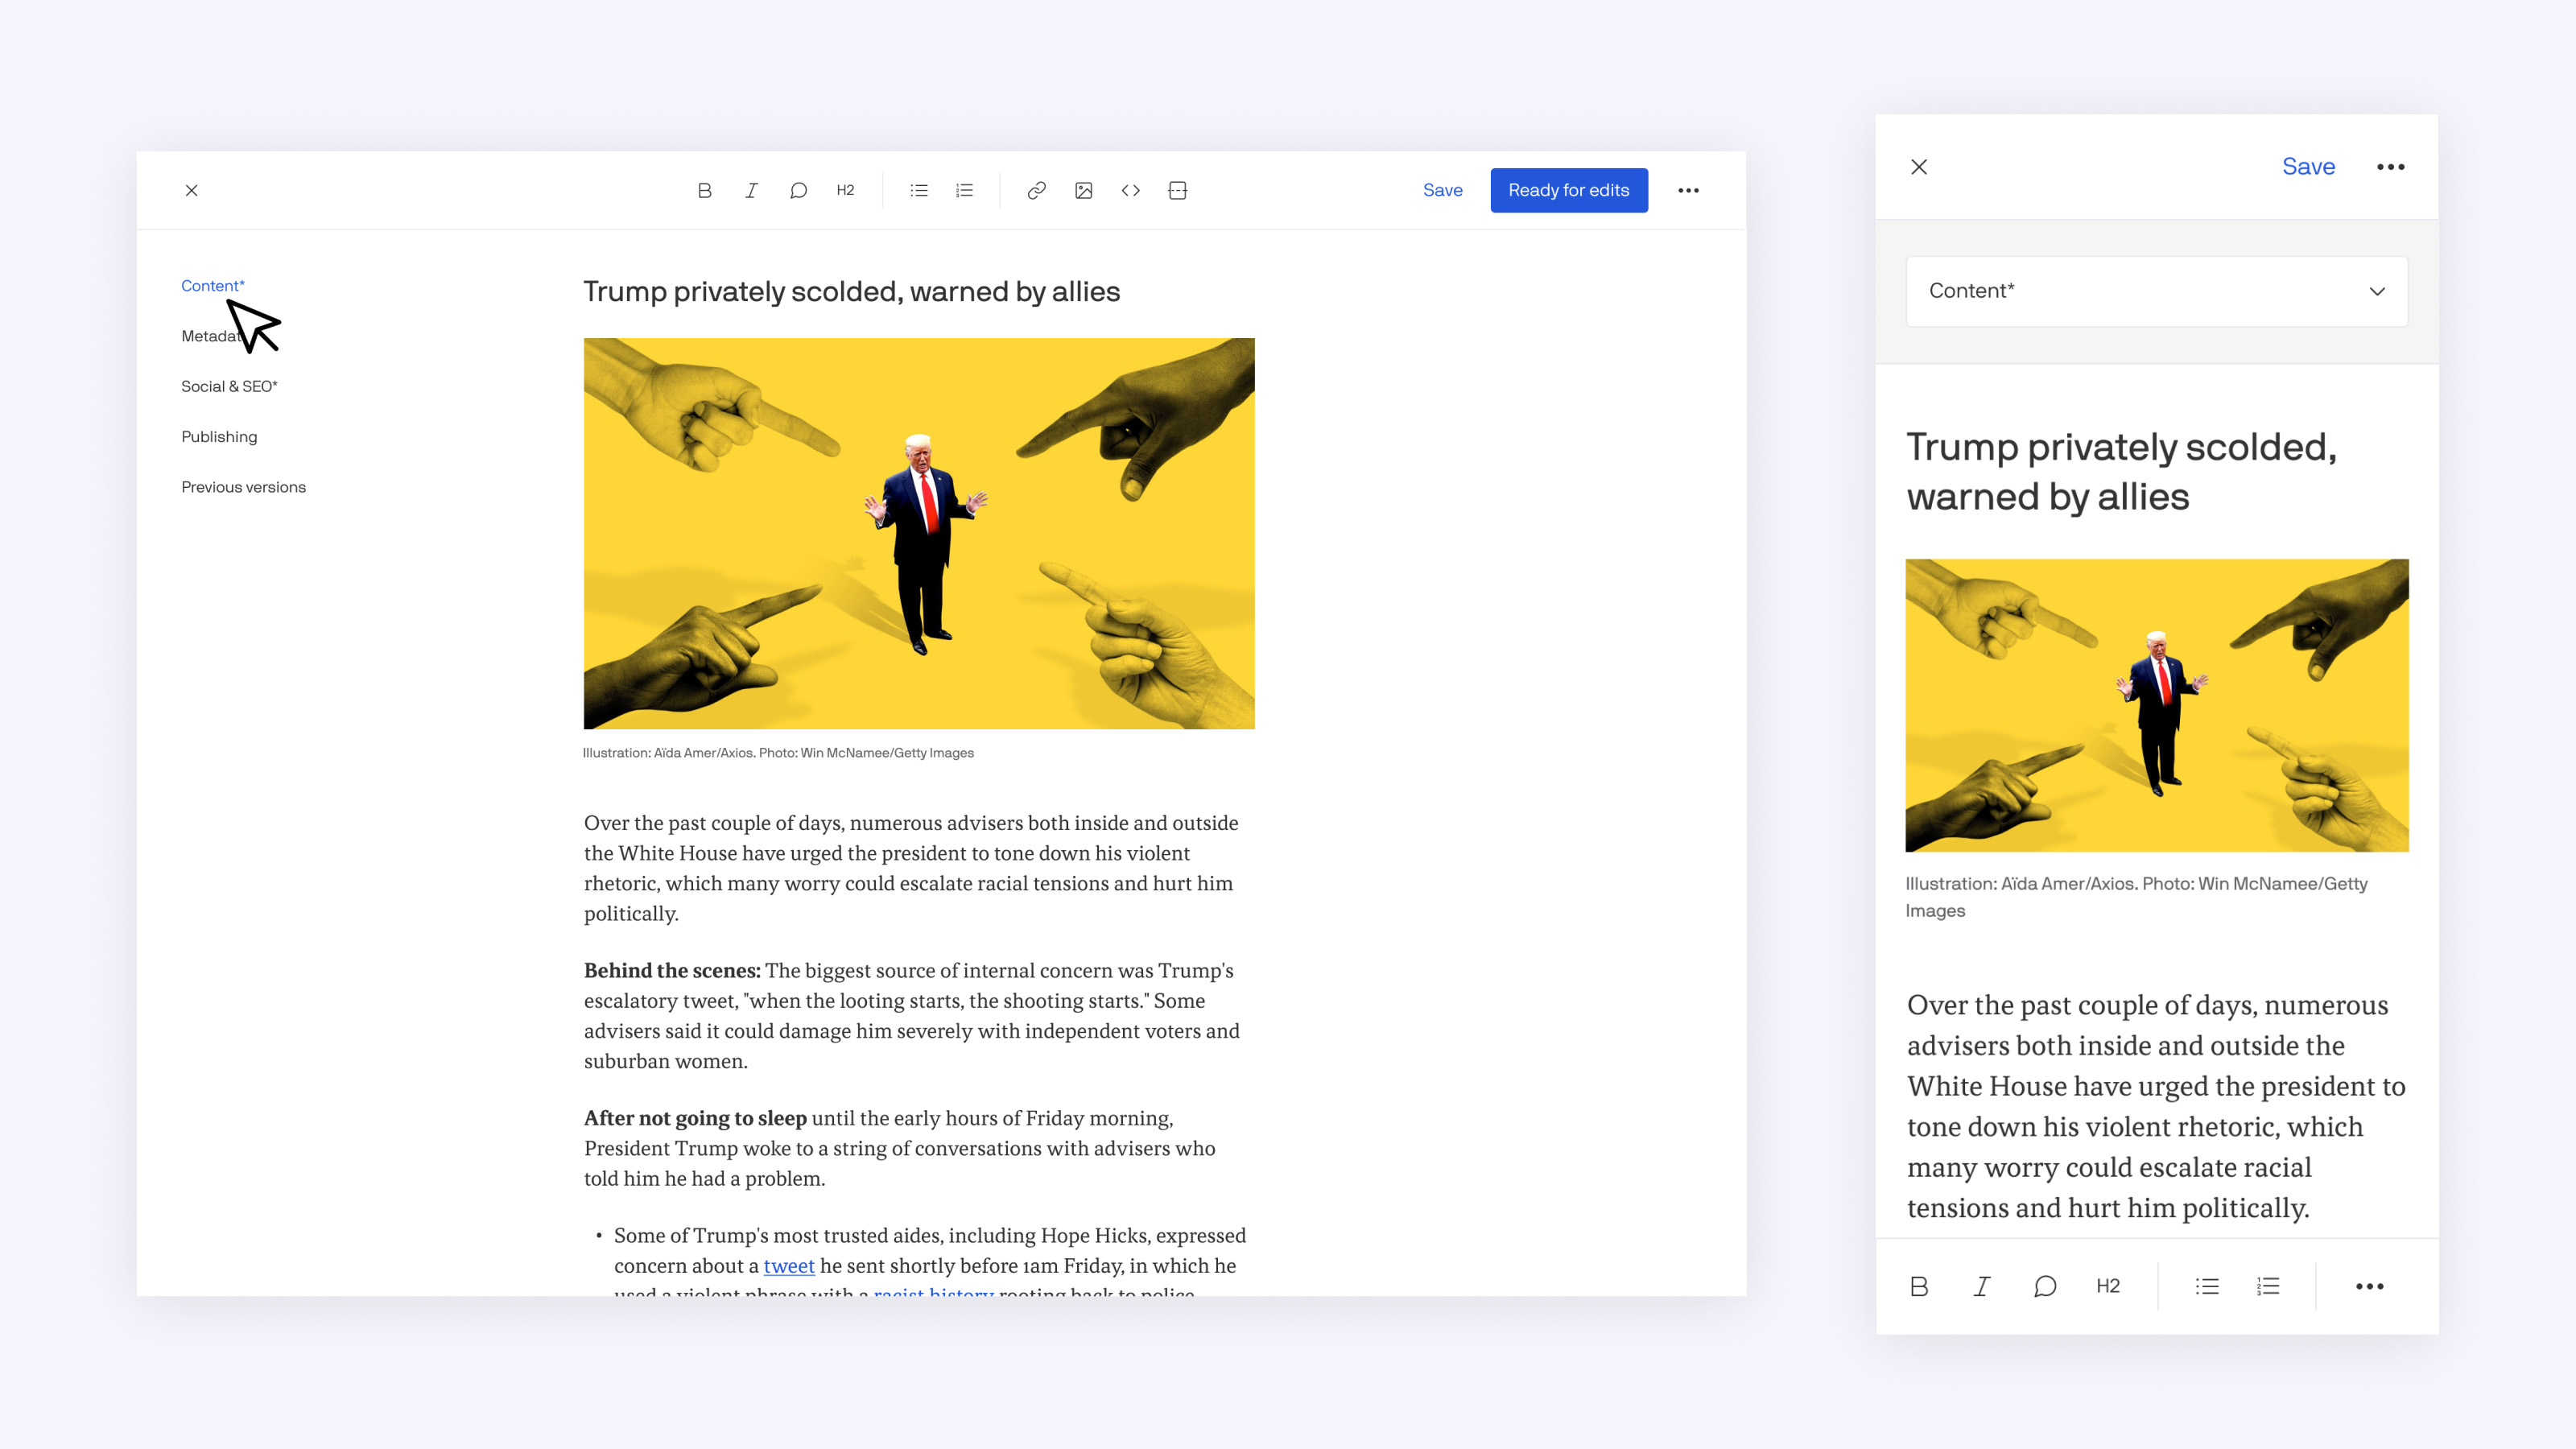 H2
Save
Ready for edits
Content*
Social & SEO*
Publishing
Previous versions
Trump privately scolded, warned by allies
Illustration: Aïda Amer/Axios. Photo: Win McNamee/Getty Images
Over the past couple of days, numerous advisers both inside and outside
the White House have urged the president to tone down his violent
rhetoric, which many worry could escalate racial tensions and hurt him
politically.
Behind the scenes: The biggest source of internal concern was Trump's
escalatory tweet, "when the looting starts, the shooting starts." Some
advisers said it could damage him severely with independent voters and
suburban women.
After not going to sleep until the early hours of Friday morning,
President Trump woke to a string of conversations with advisers who
told him he had a problem.
• Some of Trump's most trusted aides, including Hope Hicks, expressed
concern about a tweet he sent shortly before 1am Friday, in which he
used a violent phrase with a racist history rooting back to police
Save
Content*
Trump privately scolded,
warned by allies
Illustration: Aïda Amer/Axios. Photo: Win McNamee/Getty
Images
Over the past couple of days, numerous
advisers both inside and outside the
White House have urged the president to
tone down his violent rhetoric, which
many worry could escalate racial
tensions and hurt him politically.
H2